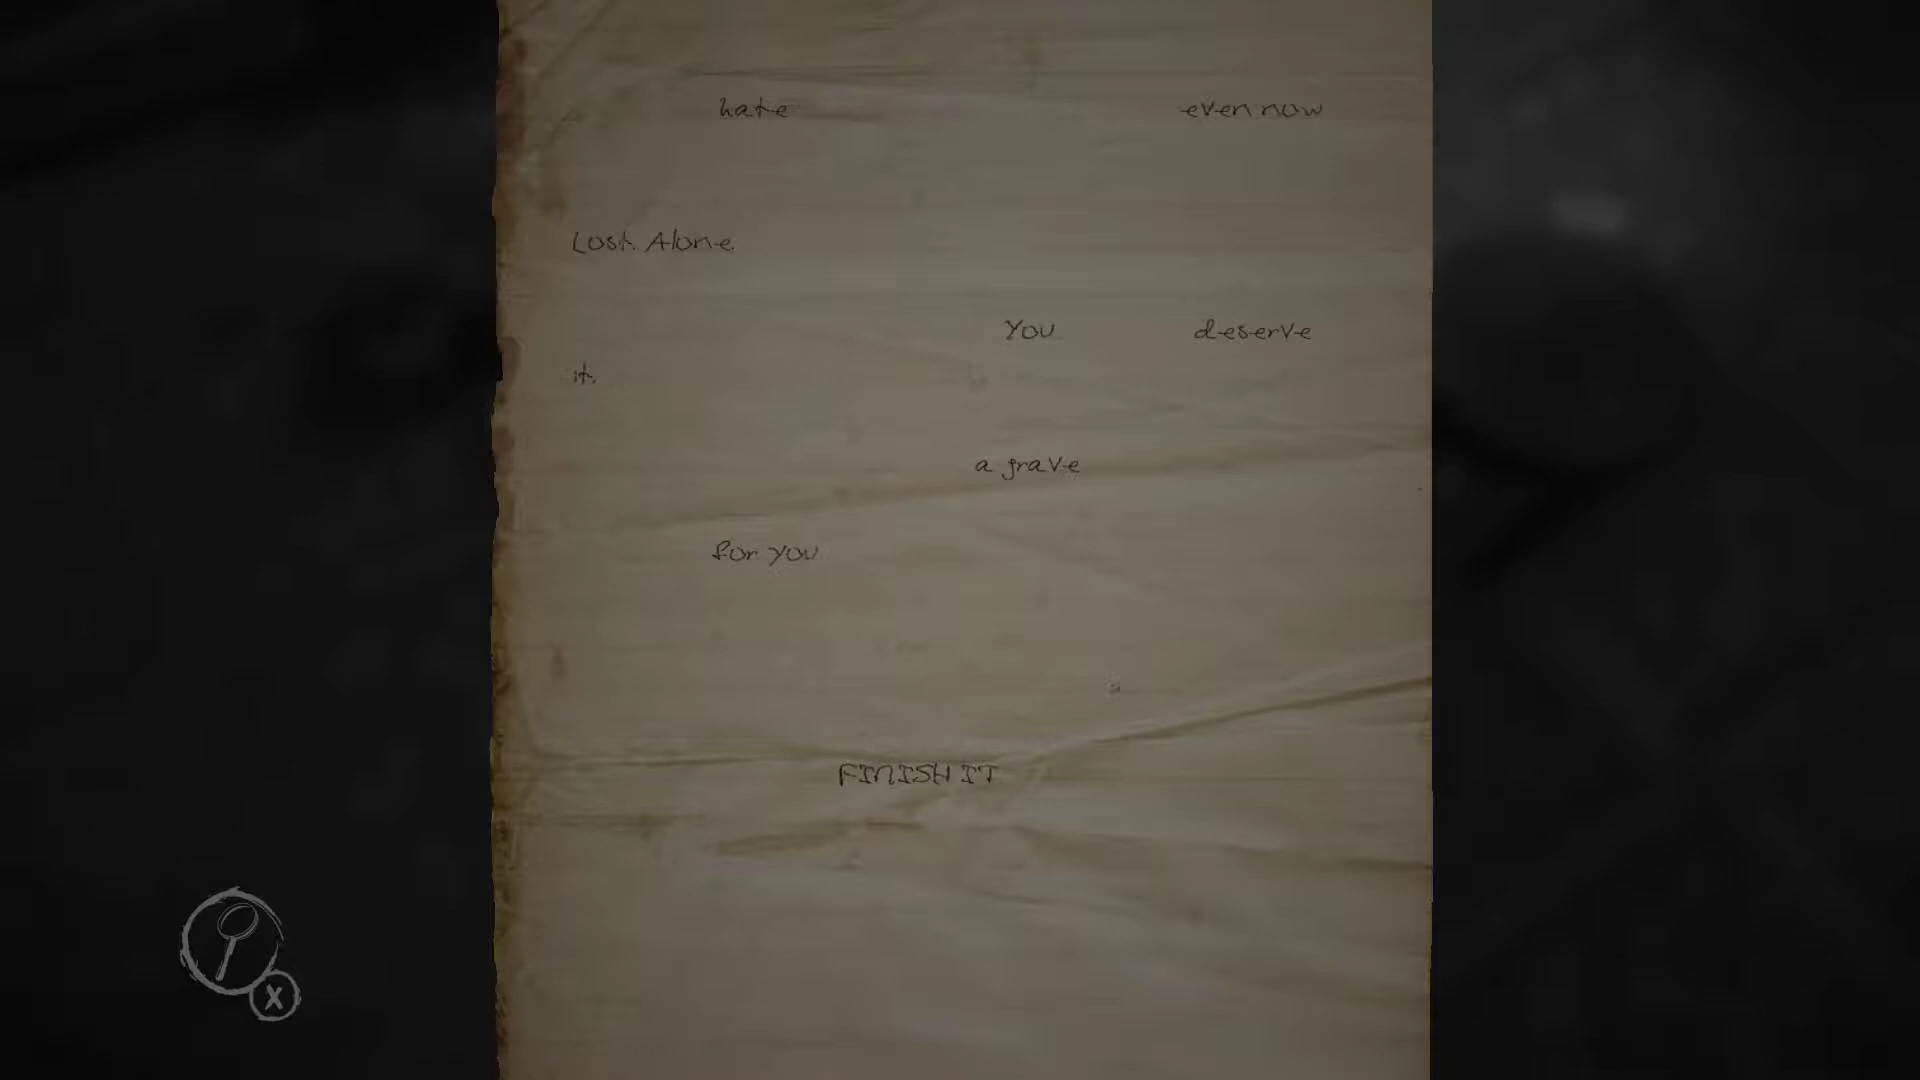 hate even now
Lost. Alone.
You deserve
it.
a grave
for you
FINISH IT
X